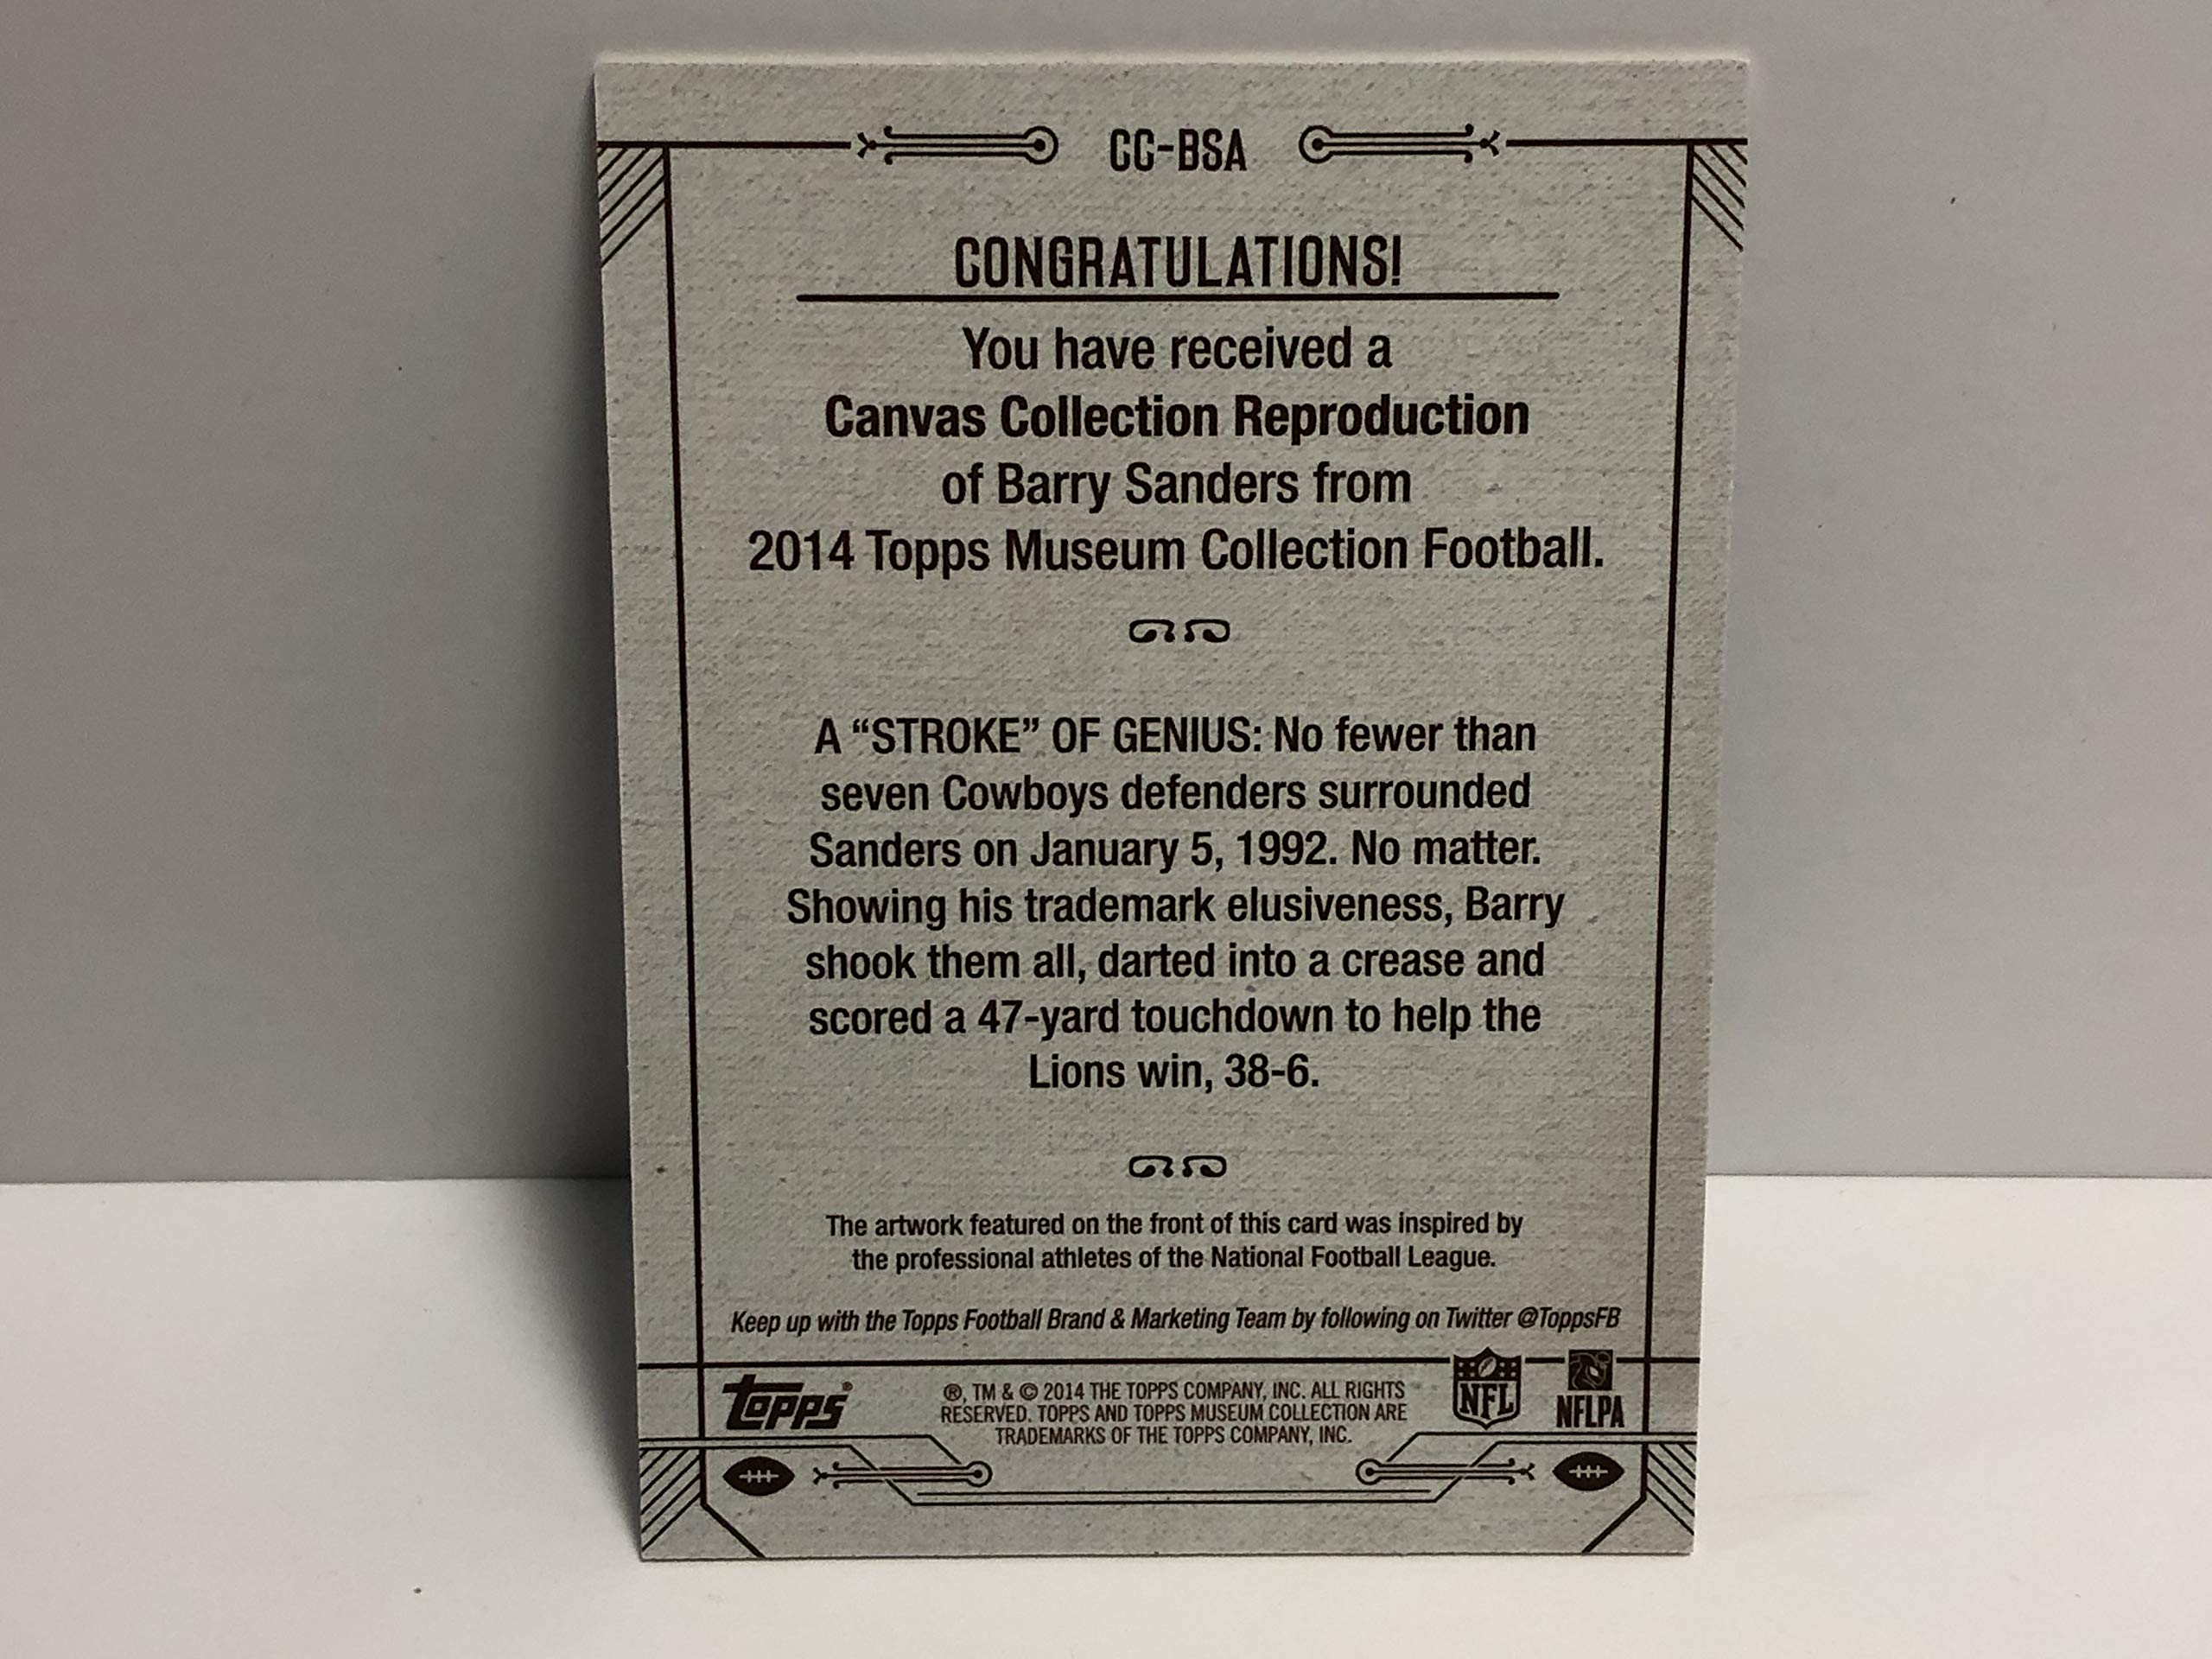 CC-BSA
CONGRATULATIONS!
You have received a
Canvas Collection Reproduction
of Barry Sanders from
2014 Topps Museum Collection Football.
A “STROKE” OF GENIUS: No fewer than
seven Cowboys defenders surrounded
Sanders on January 5, 1992. No matter.
Showing his trademark elusiveness, Barry
shook them all, darted into a crease and
scored a 47-yard touchdown to help the
Lions win, 38-6.
The artwork featured on the front of this card was inspired by
the professional athletes of the National Football League.
Keep up with the Topps Football Brand & Marketing Team by following on Twitter @ToppsFB
Topps®
®, TM & © 2014 THE TOPPS COMPANY, INC. ALL RIGHTS
RESERVED. TOPPS AND TOPPS MUSEUM COLLECTION ARE
TRADEMARKS OF THE TOPPS COMPANY, INC.
NFL
NFLPA